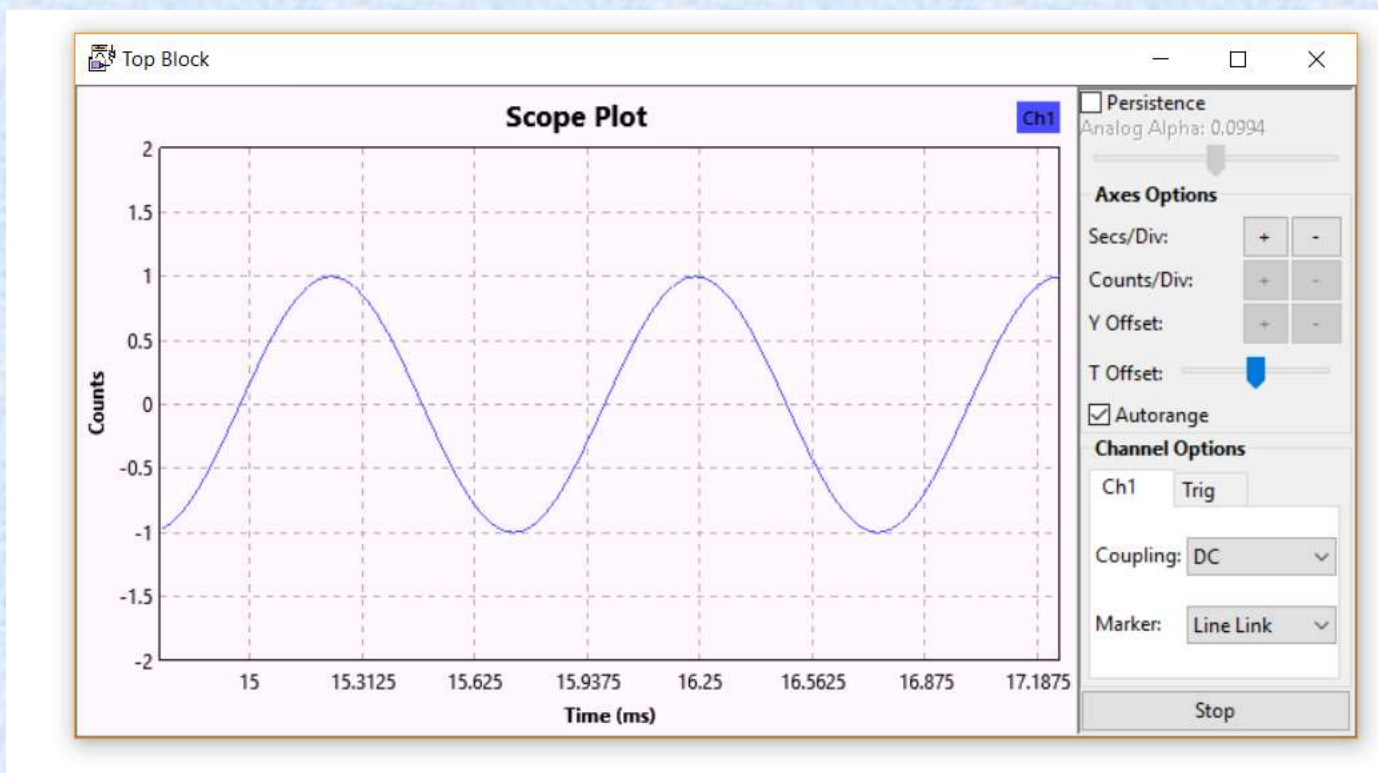 Top Block
Scope Plot
Ch1
2
1.5
1
0.5
0
-0.5
-1
-1.5
-2
Counts
15 15.3125 15.625 15.9375 16.25 16.5625 16.875 17.1875
Time (ms)
Persistence
Analog Alpha: 0.0994
Axes Options
Secs/Div: + -
Counts/Div: + -
Y Offset: + -
T Offset:
Autorange
Channel Options
Ch1 Trig
Coupling: DC
Marker: Line Link
Stop